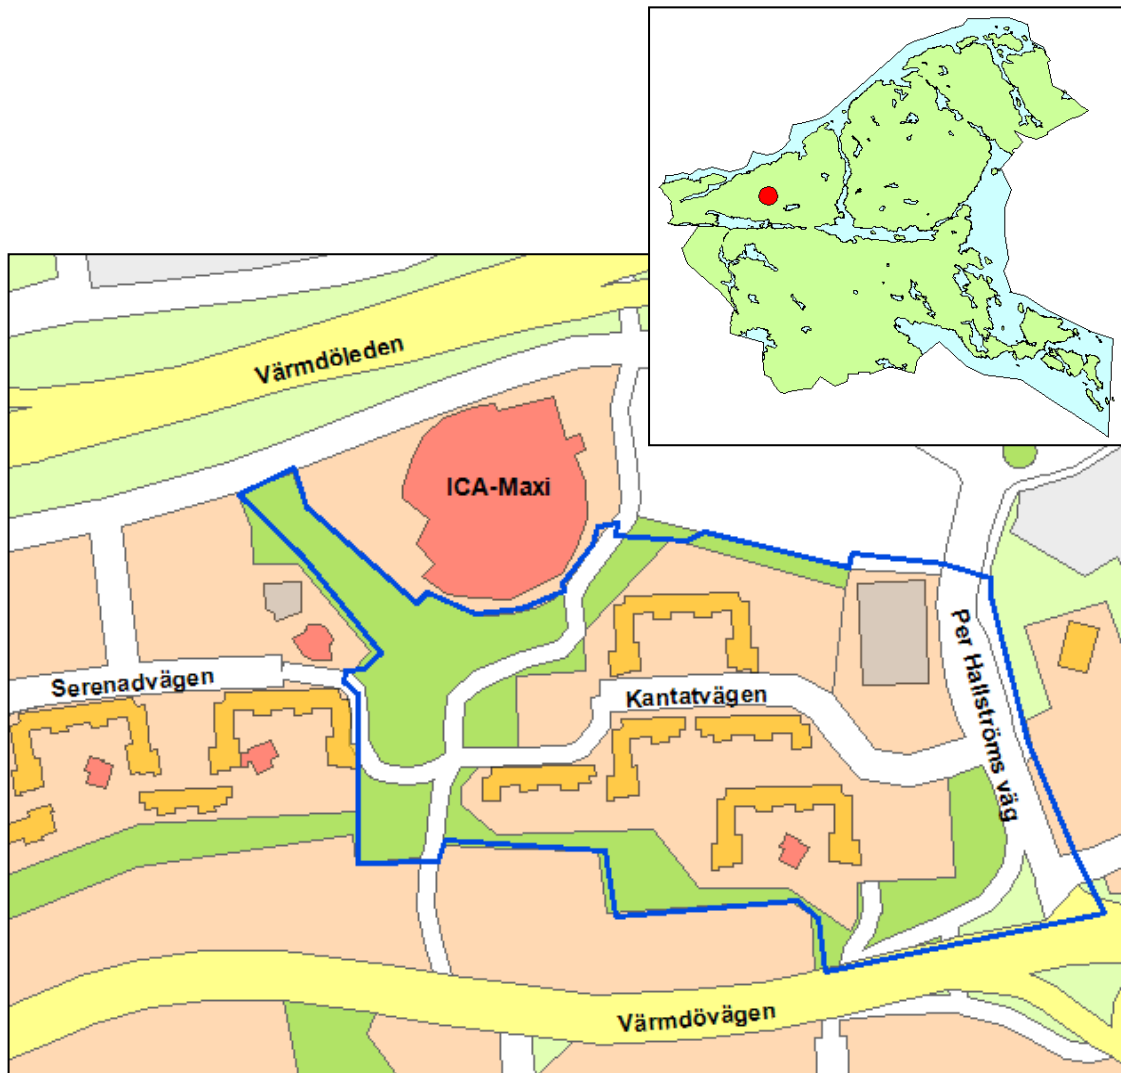 Värmdöleden
ICA-Maxi
Per Hallströms väg
Serenadvägen
Kantatvägen
Värmdövägen